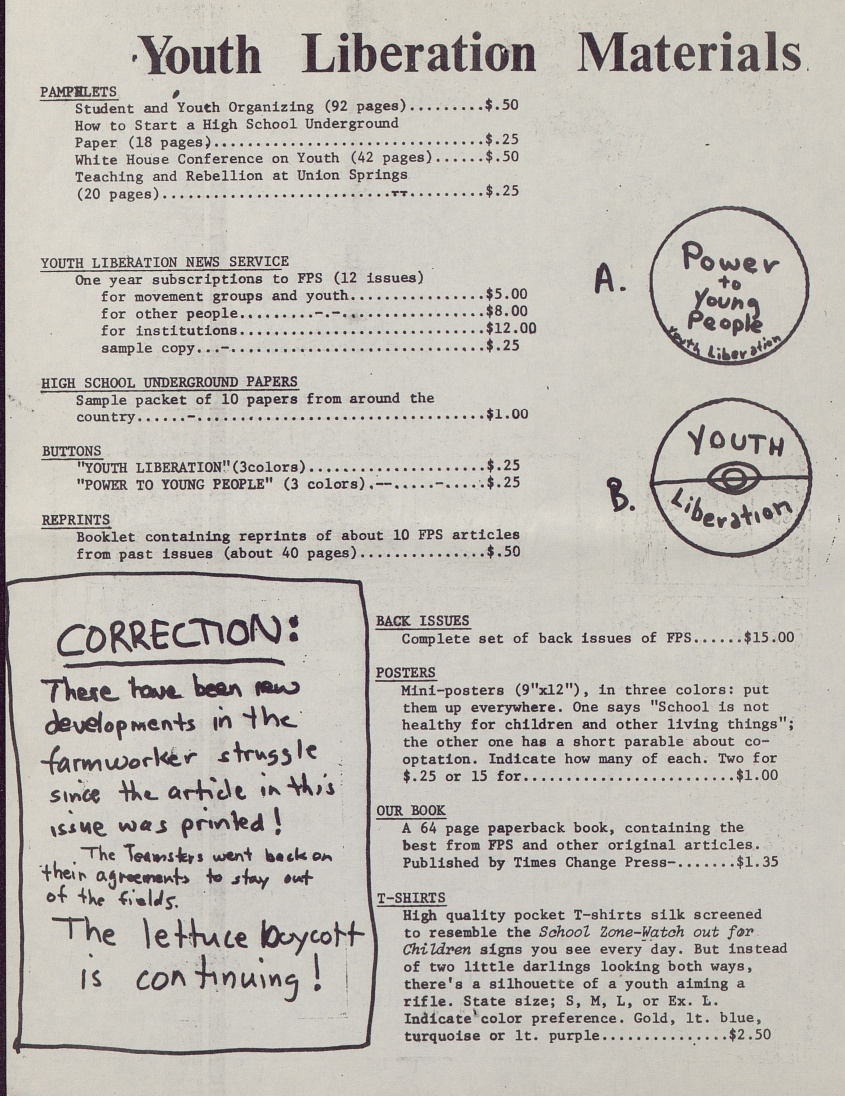 Youth Liberation Materials
PAMPHLETS
Student and Youth Organizing (92 pages).........$.50
How to Start a High School Underground
Paper (18 pages)................................$.25
White House Conference on Youth (42 pages)......$.50
Teaching and Rebellion at Union Springs
(20 pages)......................................$.25
YOUTH LIBERATION NEWS SERVICE
One year subscriptions to FPS (12 issues)
for movement groups and youth...............$5.00
for other people........-.-.................$8.00
for institutions...........................$12.00
sample copy...-.............................$.25
HIGH SCHOOL UNDERGROUND PAPERS
Sample packet of 10 papers from around the
country......-................................$1.00
BUTTONS
"YOUTH LIBERATION"(3colors)....................$.25
"POWER TO YOUNG PEOPLE" (3 colors).--.....-.....$.25
REPRINTS
Booklet containing reprints of about 10 FPS articles
from past issues (about 40 pages)..............$.50
A.
Power
to
Young
People
Youth Liberation
B.
YOUTH
Liberation
CORRECTION:
There have been new
developments in the
farmworker struggle
since the article in this
issue was printed!
The Teamsters went back on
their agreements to stay out
of the fields.
The lettuce boycott
is continuing!
BACK ISSUES
Complete set of back issues of FPS......$15.00
POSTERS
Mini-posters (9"x12"), in three colors: put
them up everywhere. One says "School is not
healthy for children and other living things";
the other one has a short parable about co-
optation. Indicate how many of each. Two for
$.25 or 15 for.......................$1.00
OUR BOOK
A 64 page paperback book, containing the
best from FPS and other original articles.
Published by Times Change Press-.......$1.35
T-SHIRTS
High quality pocket T-shirts silk screened
to resemble the School Zone-Watch out for
Children signs you see every day. But instead
of two little darlings looking both ways,
there's a silhouette of a youth aiming a
rifle. State size; S, M, L, or Ex. L.
Indicate color preference. Gold, lt. blue,
turquoise or lt. purple...............$2.50